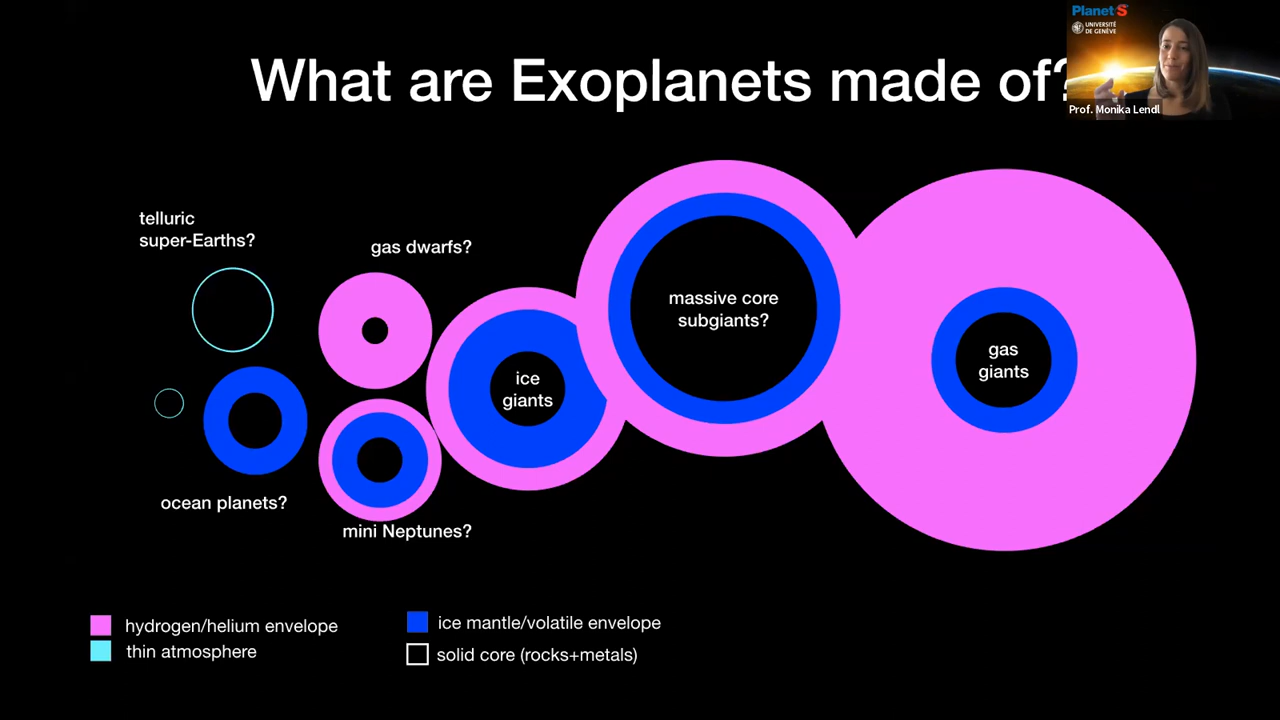 What are Exoplanets made of?
Planet S
UNIVERSITÉ
DE GENÈVE
Prof. Monika Lendl
telluric
super-Earths?
gas dwarfs?
massive core
subgiants?
gas
giants
ice
giants
ocean planets?
mini Neptunes?
hydrogen/helium envelope
thin atmosphere
ice mantle/volatile envelope
solid core (rocks+metals)